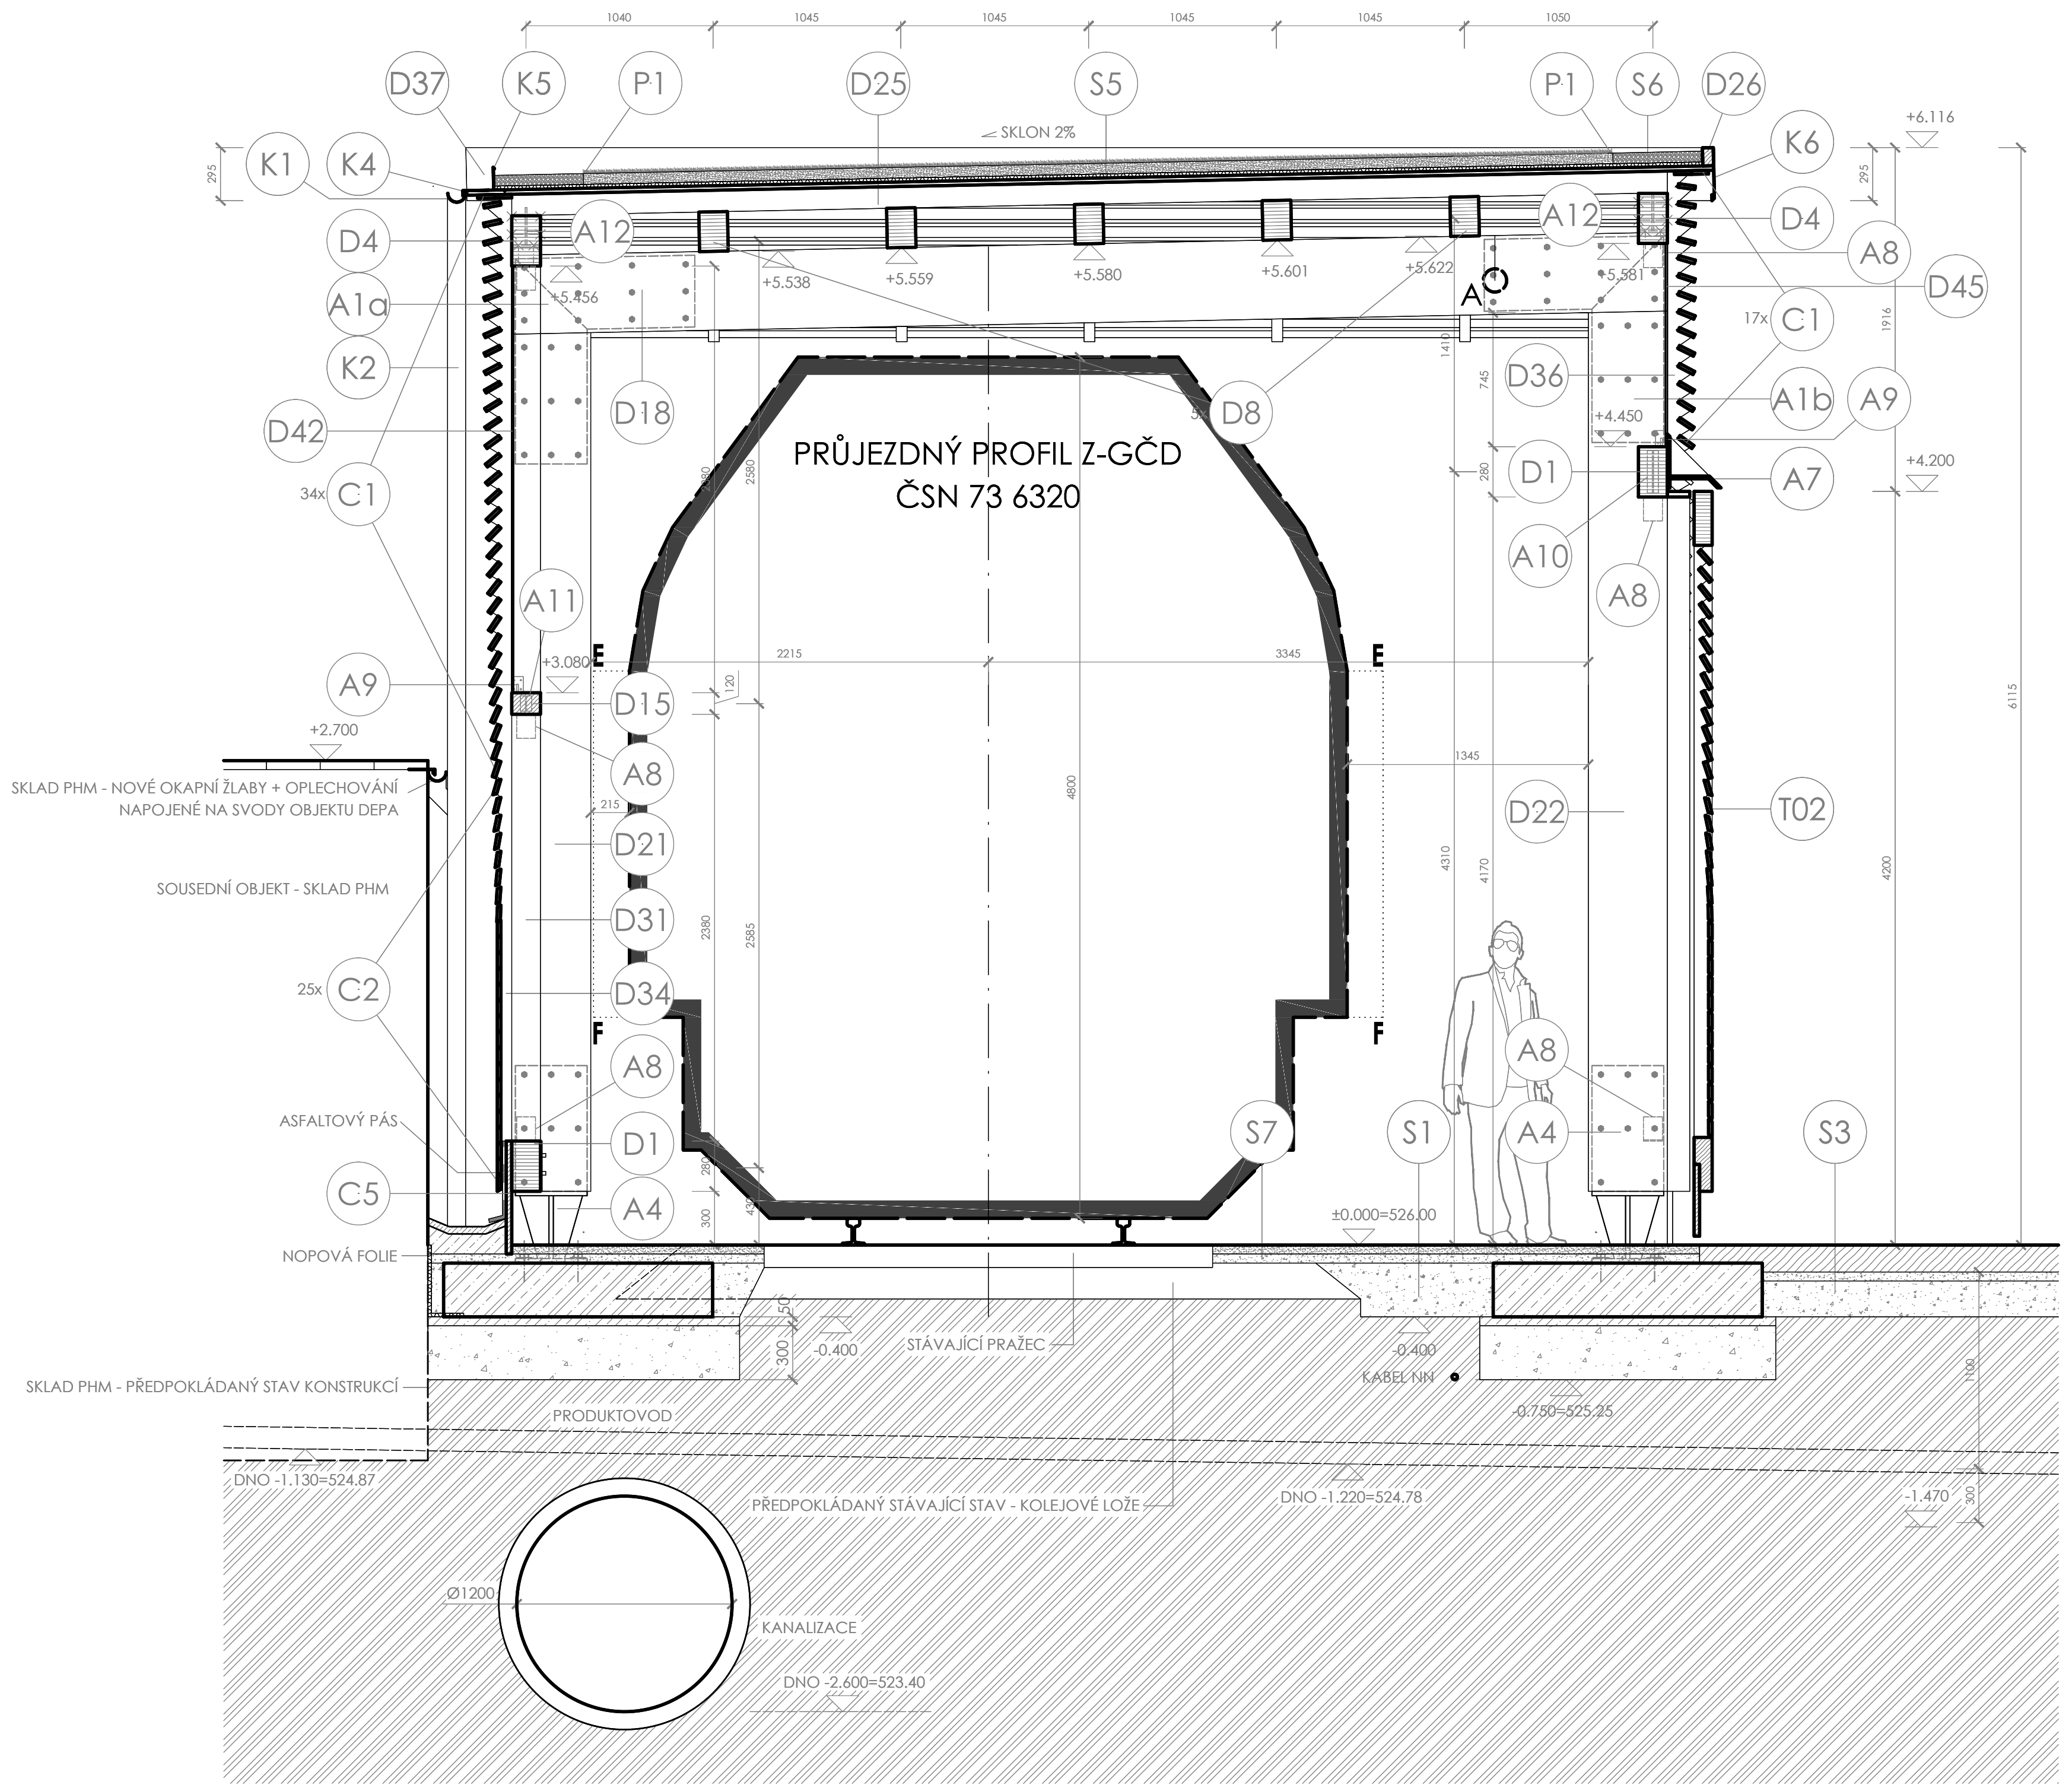 1040
1045
1045
1045
1045
1050
D37
K5
P1
D25
S5
P1
S6
D26
SKLON 2%
+6.116
K1
K4
K6
295
295
D4
A12
A12
D4
A8
A1a
+5.456
+5.538
+5.559
+5.580
+5.601
+5.622
+5.581
D45
A
17x
C1
1916
K2
1410
745
D36
A1b
A9
D42
D18
D8
+4.450
PRŮJEZDNÝ PROFIL Z-GČD
ČSN 73 6320
2580
280
D1
A7
+4.200
34x
C1
A10
A11
A8
E
2215
3345
E
+3.080
A9
D15
120
6115
+2.700
A8
1345
SKLAD PHM - NOVÉ OKAPNÍ ŽLABY + OPLECHOVÁNÍ
NAPOJENÉ NA SVODY OBJEKTU DEPA
4800
215
D22
T02
D21
4310
4170
4200
SOUSEDNÍ OBJEKT - SKLAD PHM
D31
2380
2585
25x
C2
D34
F
F
A8
A8
ASFALTOVÝ PÁS
D1
S7
S1
A4
S3
280
C5
A4
300
430
±0.000=526.00
NOPOVÁ FOLIE
50
300
-0.400
STÁVAJÍCÍ PRAŽEC
-0.400
1100
KABEL NN
SKLAD PHM - PŘEDPOKLÁDANÝ STAV KONSTRUKCÍ
PRODUKTOVOD
-0.750=525.25
DNO -1.130=524.87
PŘEDPOKLÁDANÝ STÁVAJÍCÍ STAV - KOLEJOVÉ LOŽE
DNO -1.220=524.78
-1.470
300
Ø1200
KANALIZACE
DNO -2.600=523.40